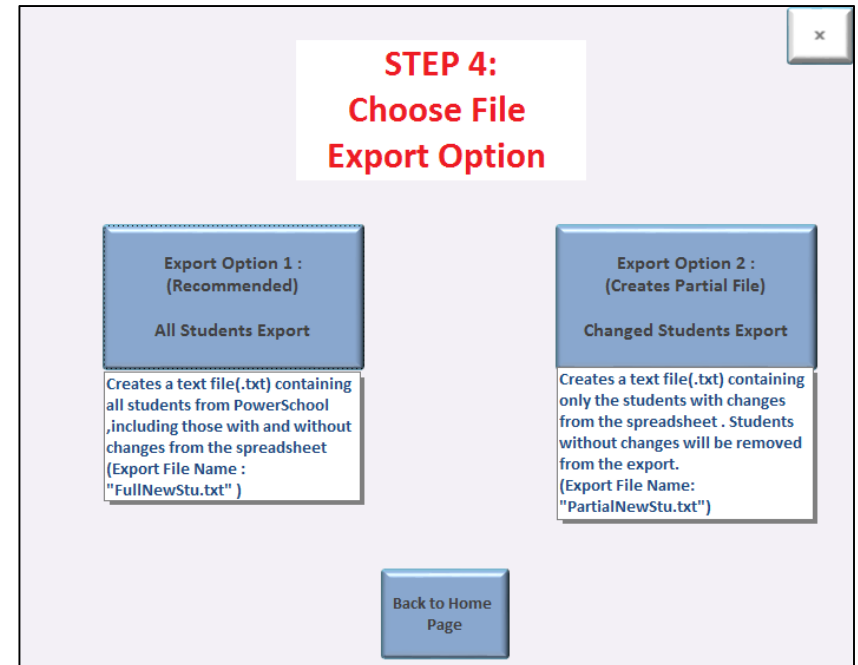 x
STEP 4:
Choose File
Export Option
Export Option 1 :
(Recommended)
All Students Export
Creates a text file(.txt) containing
all students from PowerSchool
,including those with and without
changes from the spreadsheet
(Export File Name :
"FullNewStu.txt" )
Export Option 2 :
(Creates Partial File)
Changed Students Export
Creates a text file(.txt) containing
only the students with changes
from the spreadsheet . Students
without changes will be removed
from the export.
(Export File Name:
"PartialNewStu.txt")
Back to Home
Page